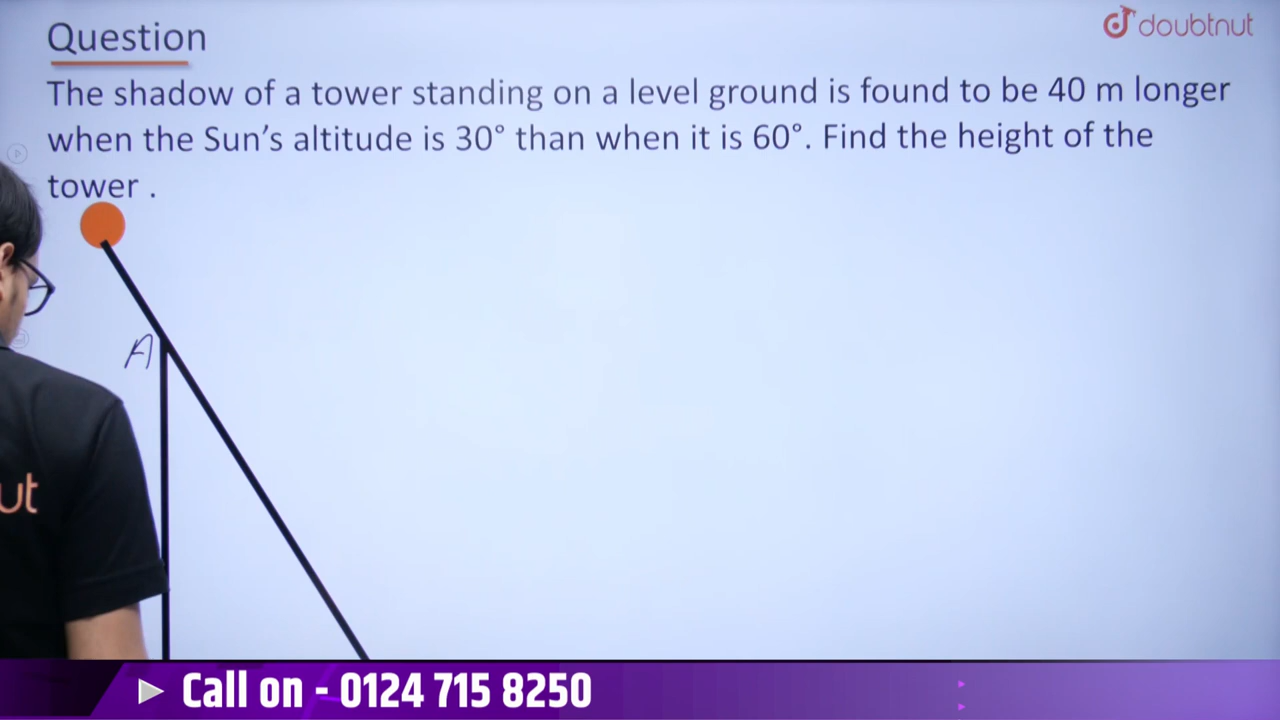 Question
doubtnut
The shadow of a tower standing on a level ground is found to be 40 m longer
when the Sun’s altitude is 30° than when it is 60°. Find the height of the
tower .
A
ut
Call on - 0124 715 8250